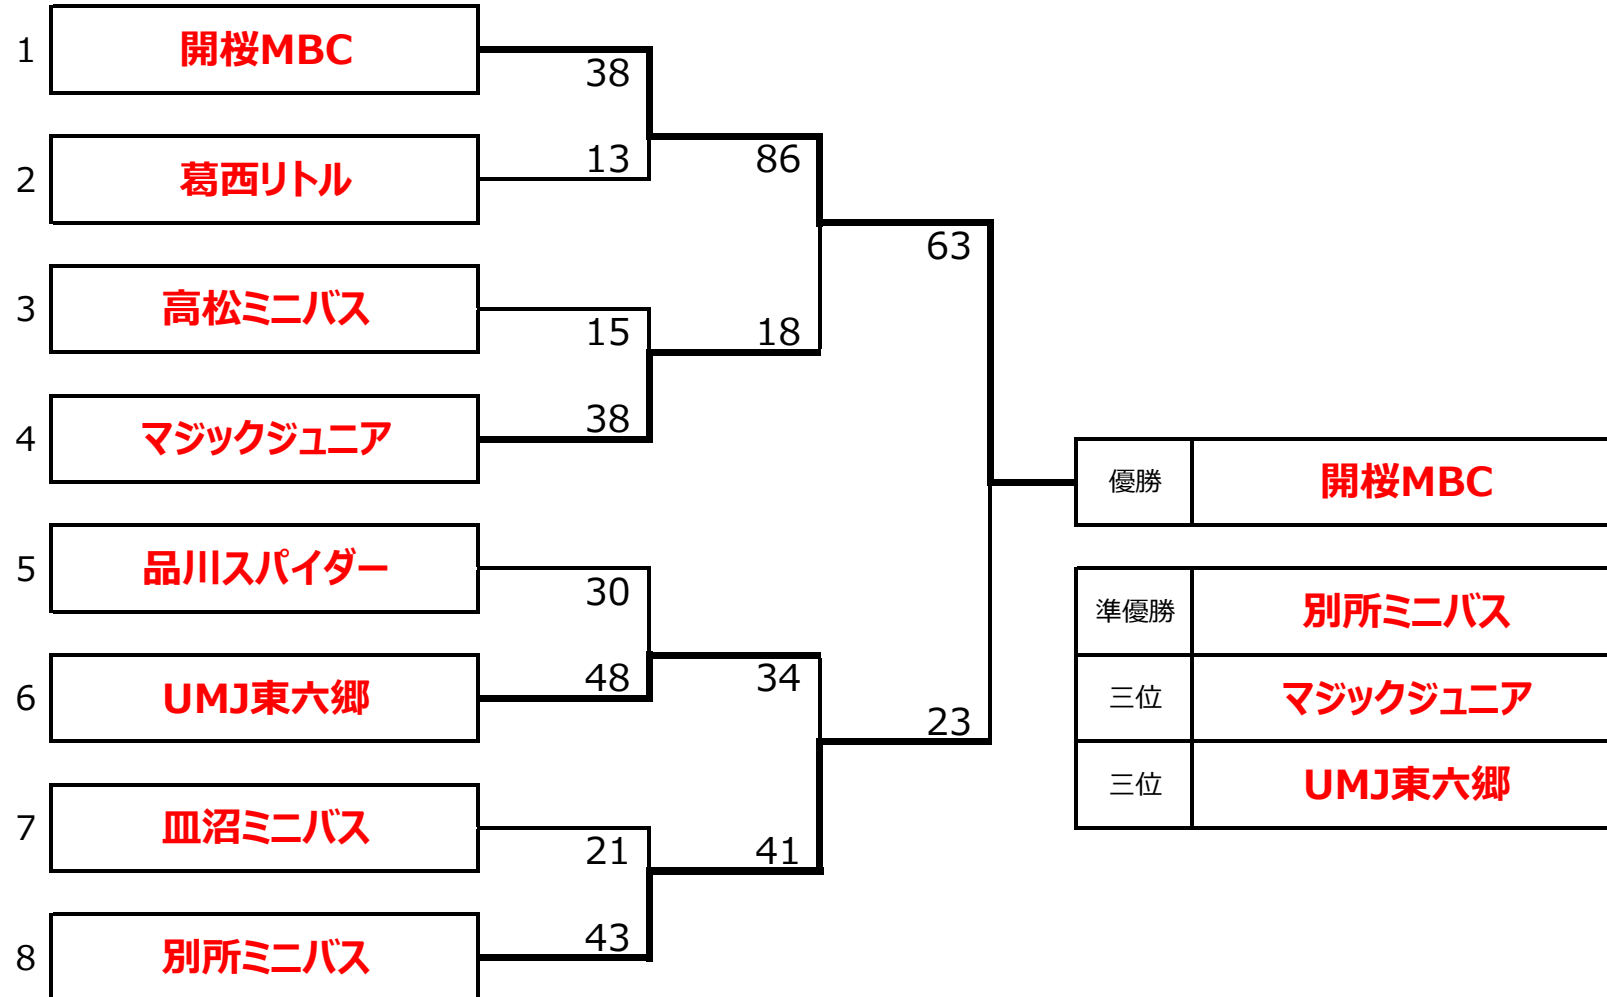 1 開桜MBC
38
13 86
2 葛西リトル
63
3 高松ミニバス
15 18
38
4 マジックジュニア
優勝 開桜MBC
5 品川スパイダー
30
準優勝 別所ミニバス
48 34
6 UMJ東六郷
三位 マジックジュニア
23
三位 UMJ東六郷
7 皿沼ミニバス
21 41
43
8 別所ミニバス